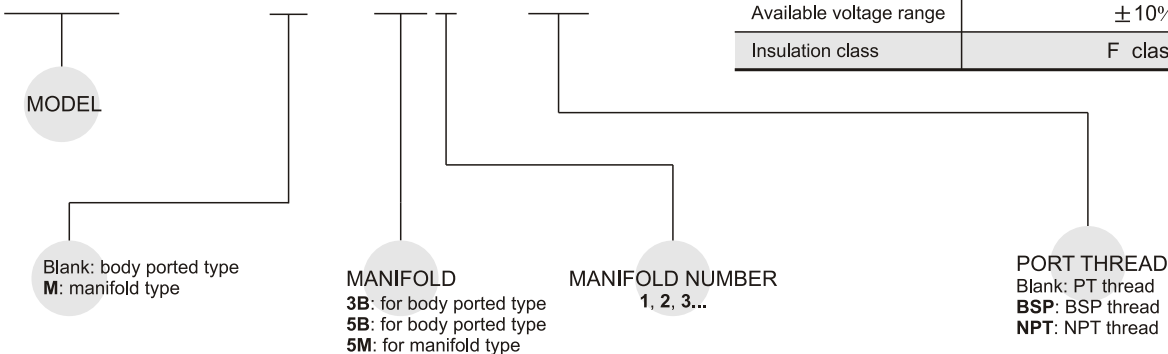 Available voltage range ±10%
Insulation class F clas
MODEL
Blank: body ported type
M: manifold type
MANIFOLD
3B: for body ported type
5B: for body ported type
5M: for manifold type
MANIFOLD NUMBER
1, 2, 3...
PORT THREAD
Blank: PT thread
BSP: BSP thread
NPT: NPT thread